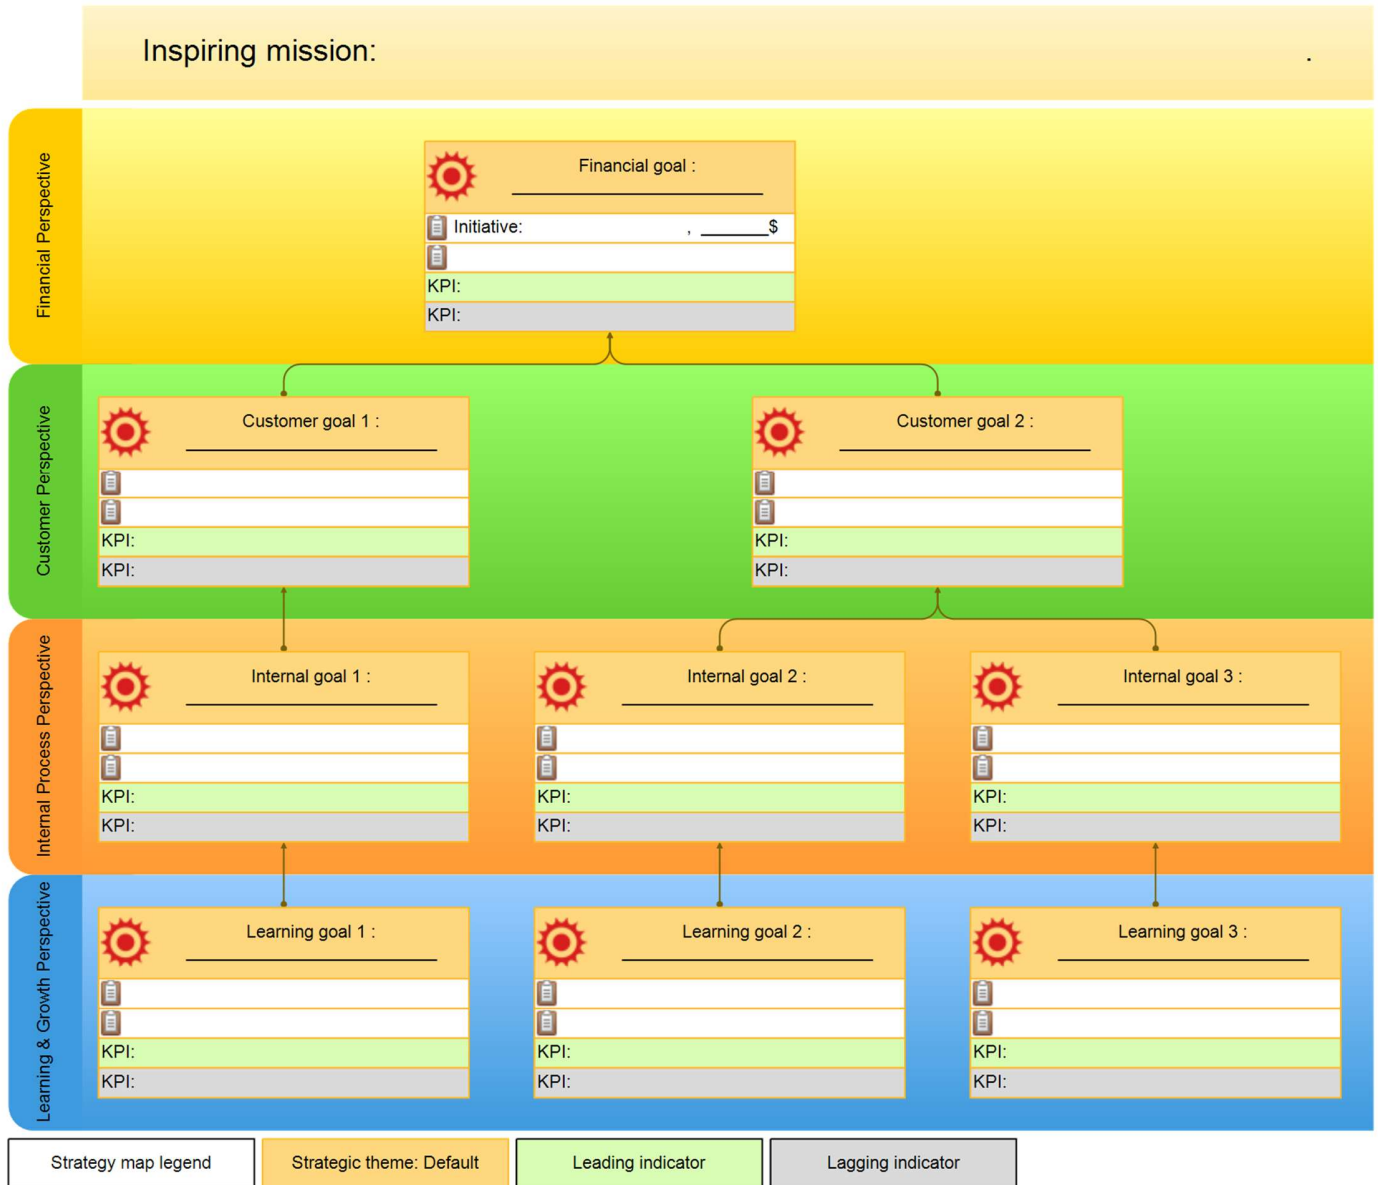 Inspiring mission: .
Financial Perspective
Financial goal :
Initiative: , _______$
KPI:
KPI:
Customer Perspective
Customer goal 1 :
KPI:
KPI:
Customer goal 2 :
KPI:
KPI:
Internal Process Perspective
Internal goal 1 :
KPI:
KPI:
Internal goal 2 :
KPI:
KPI:
Internal goal 3 :
KPI:
KPI:
Learning & Growth Perspective
Learning goal 1 :
KPI:
KPI:
Learning goal 2 :
KPI:
KPI:
Learning goal 3 :
KPI:
KPI:
Strategy map legend
Strategic theme: Default
Leading indicator
Lagging indicator